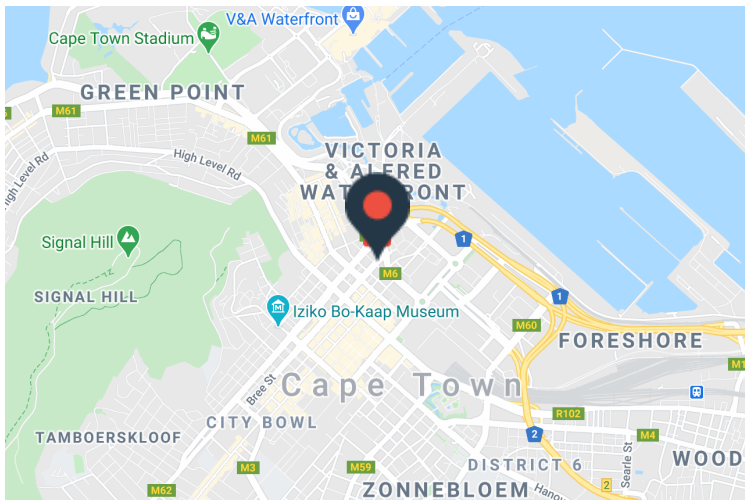 V&A Waterfront
Cape Town Stadium
GREEN POINT
M61
M61
High Level Rd
High Level Rd
VICTORIA
& ALFRED
WATERFRONT
Signal Hill
1
M6
SIGNAL HILL
1
Iziko Bo-Kaap Museum
M60
FORESHORE
Bree St
Cape Town
R102
CITY BOWL
2
M4
TAMBOERSKLOOF
WOOD
M3
M59
DISTRICT 6
Searle St
M62
ZONNEBLOEM
Hanov
2